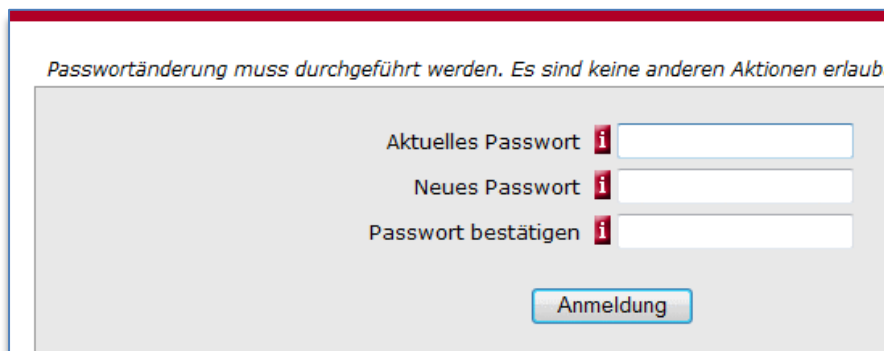 Passwortänderung muss durchgeführt werden. Es sind keine anderen Aktionen erlaub
Aktuelles Passwort i
Neues Passwort i
Passwort bestätigen i
Anmeldung